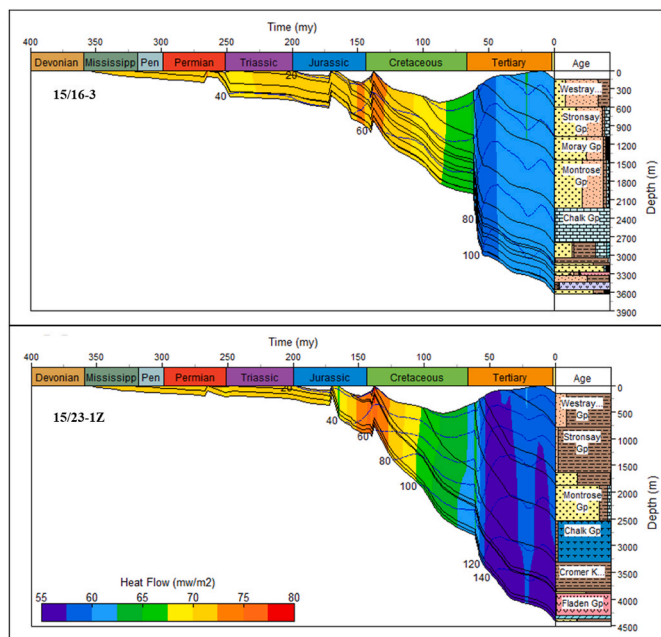 Time (my)
400 350 300 250 200 150 100 50 0
Devonian Mississipp Pen Permian Triassic Jurassic Cretaceous Tertiary Age
15/16-3
20
40
60
80
100
Westray...
Gp
Stronsay
Gp
Moray Gp
Montrose
Gp
Chalk Gp
0
300
600
900
1200
1500
1800
2100
2400
2700
3000
3300
3600
3900
Depth (m)
Time (my)
400 350 300 250 200 150 100 50 0
Devonian Mississipp Pen Permian Triassic Jurassic Cretaceous Tertiary Age
15/23-1Z
20
40
60
80
100
120
140
Westray...
Gp
Stronsay
Gp
Montrose
Gp
Chalk Gp
Cromer K...
Fladen Gp
0
500
1000
1500
2000
2500
3000
3500
4000
4500
Depth (m)
Heat Flow (mw/m2)
55 60 65 70 75 80